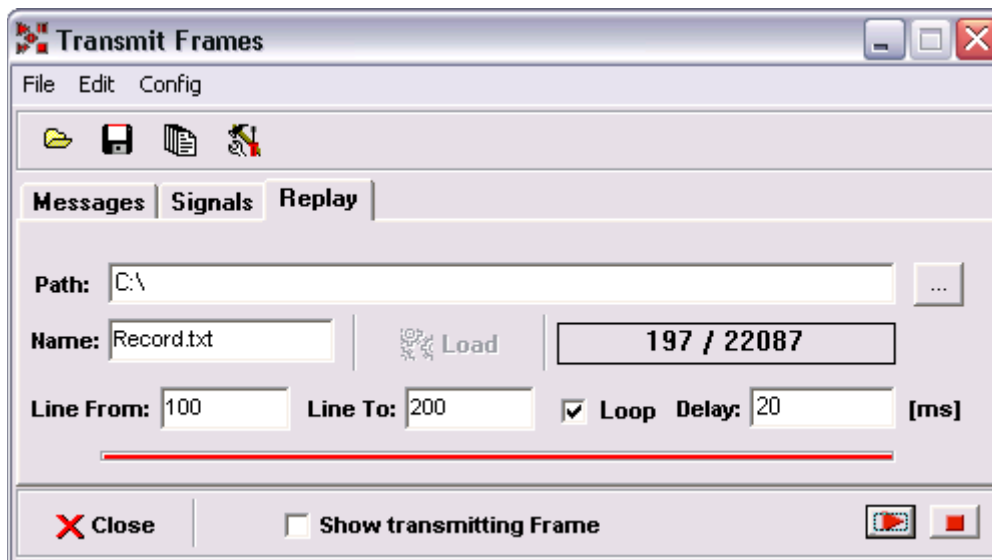 Transmit Frames
File Edit Config
Messages Signals Replay
Path: C:\ ...
Name: Record.txt Load 197 / 22087
Line From: 100 Line To: 200 Loop Delay: 20 [ms]
Close Show transmitting Frame